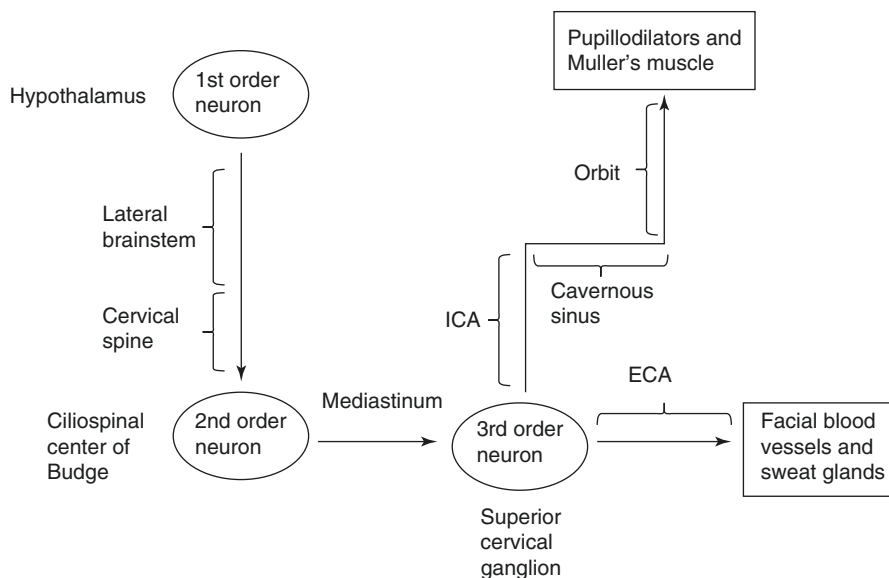 Pupillodilators and
Muller's muscle
Hypothalamus
1st order
neuron
Orbit
Lateral
brainstem
Cavernous
sinus
ICA
Cervical
spine
ECA
Mediastinum
Ciliospinal
center of
Budge
2nd order
neuron
3rd order
neuron
Facial blood
vessels and
sweat glands
Superior
cervical
ganglion